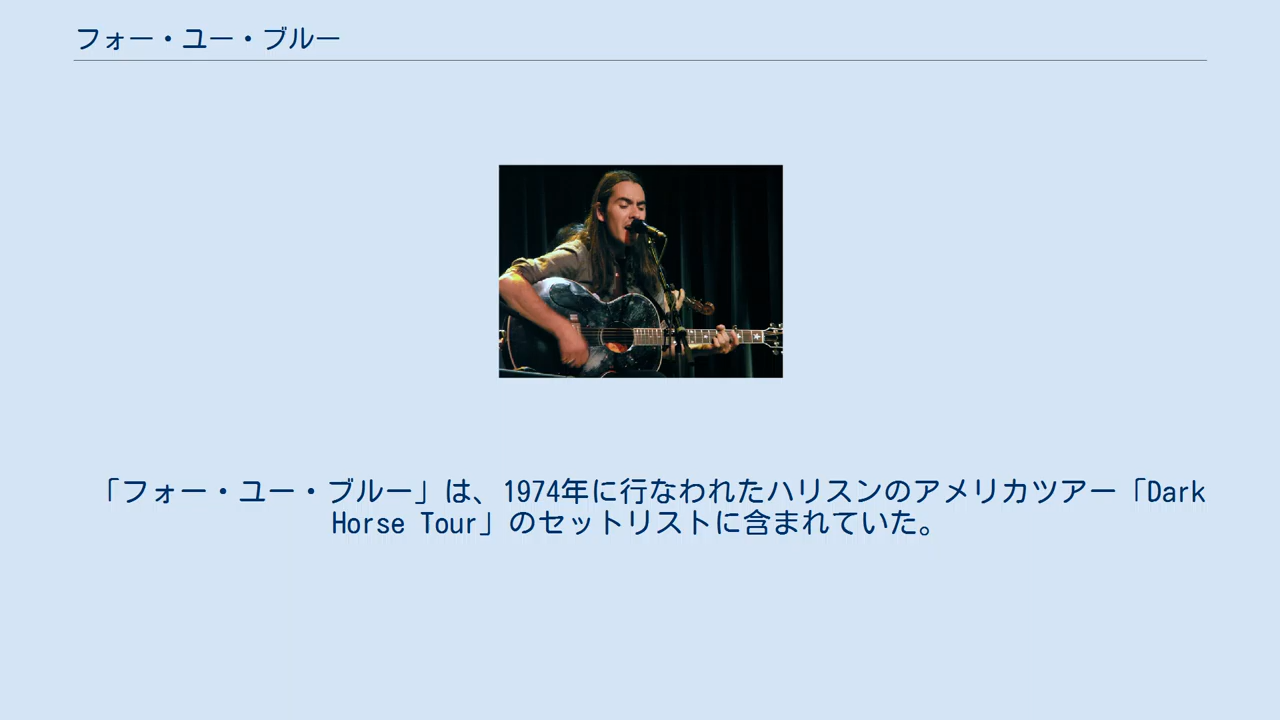 フォー・ユー・ブルー
「フォー・ユー・ブルー」は、1974年に行なわれたハリスンのアメリカツアー「Dark
Horse Tour」のセットリストに含まれていた。